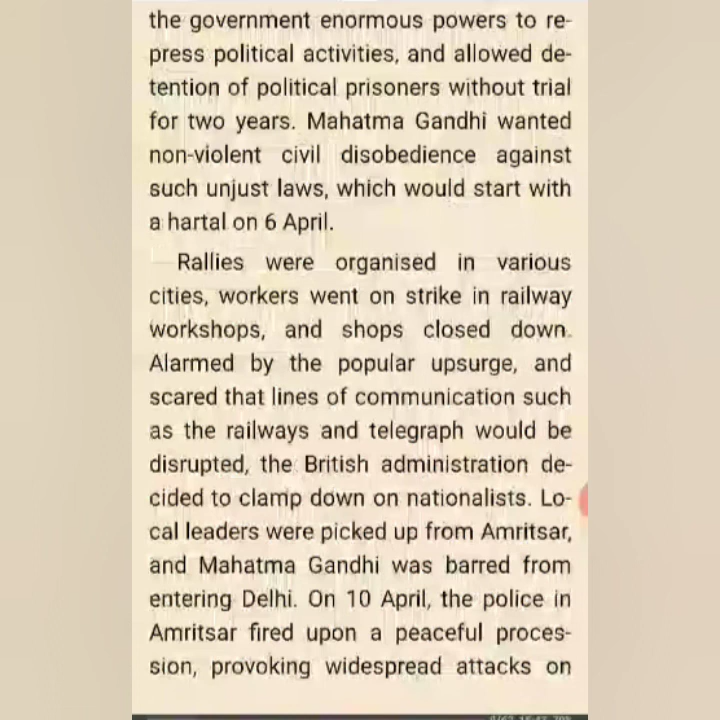 the government enormous powers to re-
press political activities, and allowed de-
tention of political prisoners without trial
for two years. Mahatma Gandhi wanted
non-violent civil disobedience against
such unjust laws, which would start with
a hartal on 6 April.
Rallies were organised in various
cities, workers went on strike in railway
workshops, and shops closed down.
Alarmed by the popular upsurge, and
scared that lines of communication such
as the railways and telegraph would be
disrupted, the British administration de-
cided to clamp down on nationalists. Lo-
cal leaders were picked up from Amritsar,
and Mahatma Gandhi was barred from
entering Delhi. On 10 April, the police in
Amritsar fired upon a peaceful proces-
sion, provoking widespread attacks on